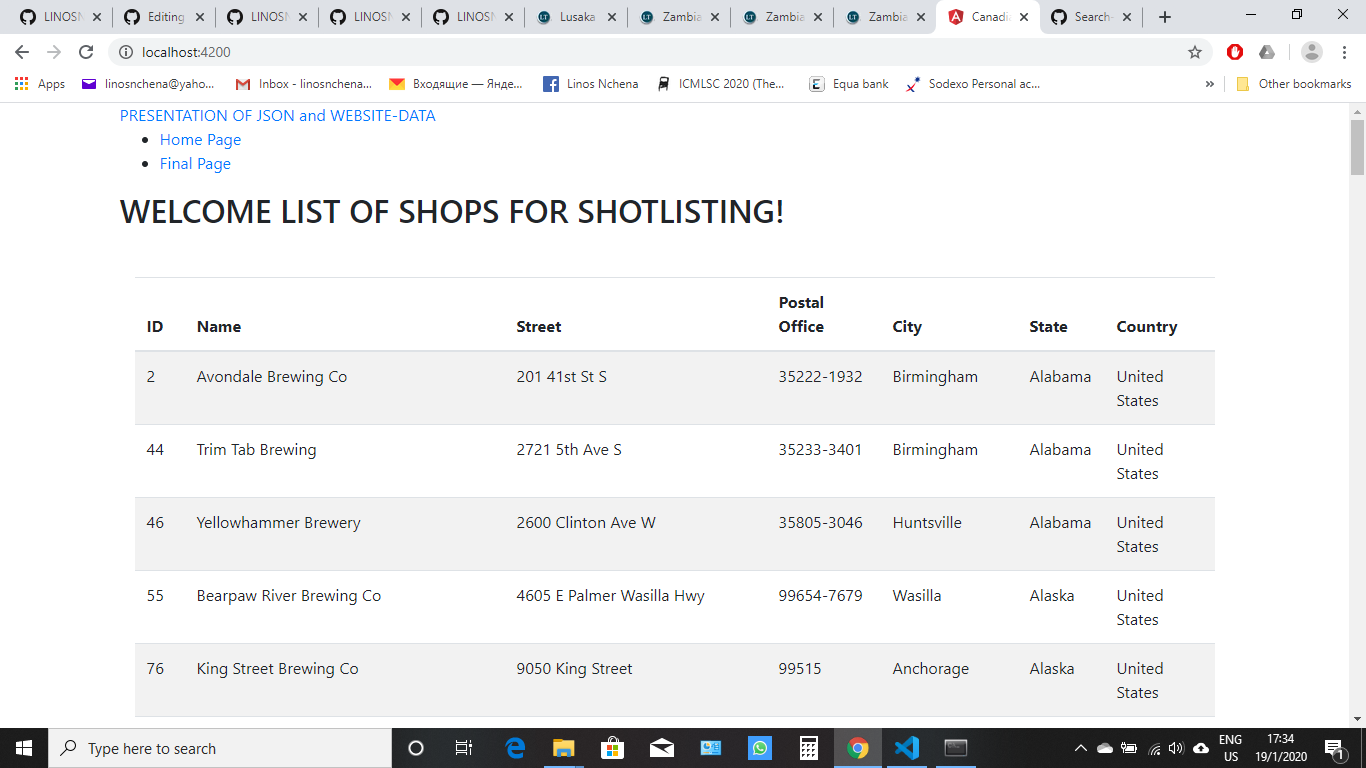 LINOSN
Editing
LINOSN
LINOSN
LINOSN
Lusaka
Zambia
Zambia
Zambia
Canadi
Search-
localhost:4200
Apps
linosnchena@yaho...
Inbox - linosnchena...
Входящие — Янде...
Linos Nchena
ICMLSC 2020 (The...
Equa bank
Sodexo Personal ac...
»
Other bookmarks
PRESENTATION OF JSON and WEBSITE-DATA
• Home Page
• Final Page
WELCOME LIST OF SHOPS FOR SHOTLISTING!
ID Name Street Postal Office City State Country
2 Avondale Brewing Co 201 41st St S 35222-1932 Birmingham Alabama United States
44 Trim Tab Brewing 2721 5th Ave S 35233-3401 Birmingham Alabama United States
46 Yellowhammer Brewery 2600 Clinton Ave W 35805-3046 Huntsville Alabama United States
55 Bearpaw River Brewing Co 4605 E Palmer Wasilla Hwy 99654-7679 Wasilla Alaska United States
76 King Street Brewing Co 9050 King Street 99515 Anchorage Alaska United States
Type here to search
ENG
US
17:34
19/1/2020
1